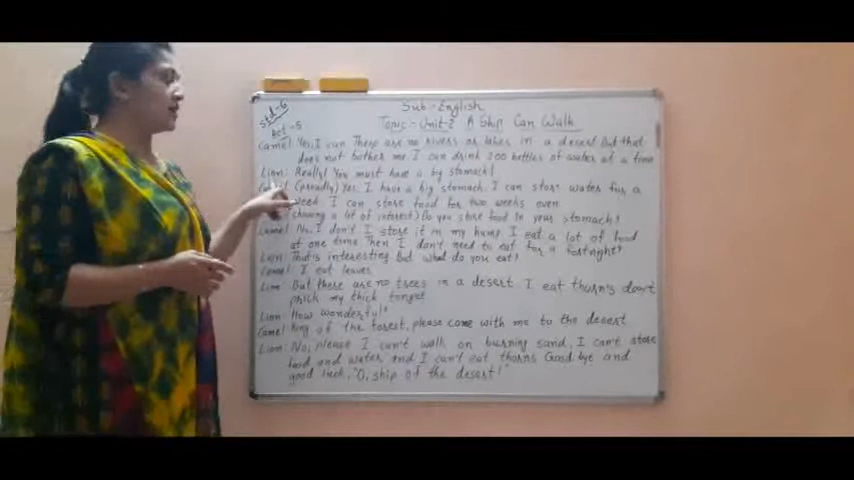 Std-6
Sub-English
Topic-Unit-2 A Ship Can Walk
Act-5
Camel Yes, I can There are no rivers or lakes in a desert But that
does not bother me. I can drink 200 bottles of water at a time
Lion: Really! You must have a big stomach!
Camel (proudly) Yes. I have a big stomach. I can store water for a
week I can store food for two weeks even
(showing a lot of interest) Do you store food in your stomach?
Camel No, I don't. I store it in my hump. I eat a lot of food
at one time Then I don't need to eat for a fortnight!
Lion: That's interesting But what do you eat?
Camel I eat leaves
Lion: But there are no trees in a desert. I eat thorns don't
prick my thick tongue
Lion: How wonderful!
Camel King of the forest, please come with me to the desert
Lion: No, please I can't walk on burning sand, I can't store
food and water and I can't eat thorns Good bye and
good luck, "O, ship of the desert!"